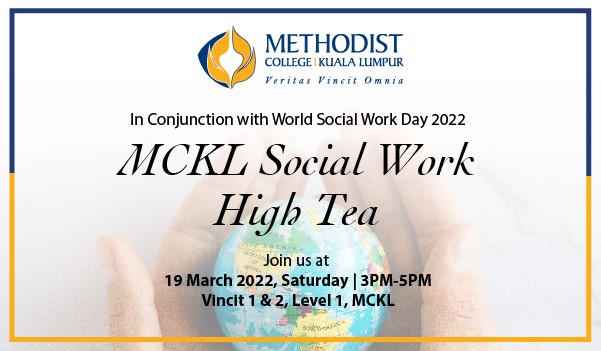 METHODIST
COLLEGE | KUALA LUMPUR
Veritas Vincit Omnia
In Conjunction with World Social Work Day 2022
MCKL Social Work
High Tea
Join us at
19 March 2022, Saturday | 3PM-5PM
Vincit 1 & 2, Level 1, MCKL